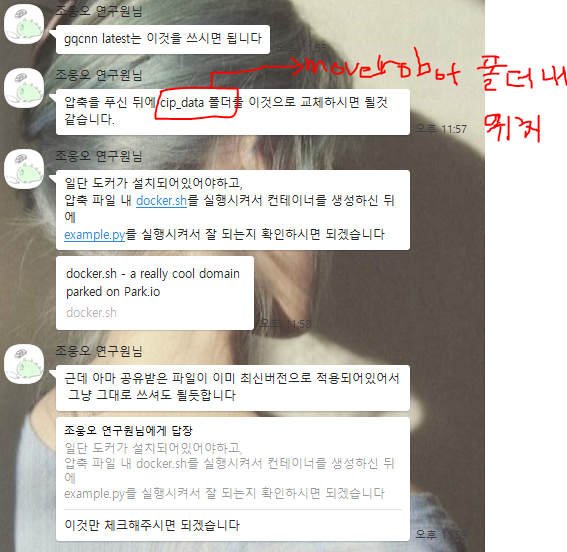 조웅오 연구원님
gqcnn latest는 이것을 쓰시면 됩니다
오후 11:55
조웅오 연구원님
압축을 푸신 뒤에 cip_data 폴더를 이것으로 교체하시면 될것
같습니다.
오후 11:57
move_robot 폴더 내
위치
조웅오 연구원님
일단 도커가 설치되어있어야하고,
압축 파일 내 docker.sh를 실행시켜서 컨테이너를 생성하신 뒤
에
example.py를 실행시켜서 잘 되는지 확인하시면 되겠습니다
docker.sh - a really cool domain
parked on Park.io
docker.sh
오후 11:58
조웅오 연구원님
근데 아마 공유받은 파일이 이미 최신버전으로 적용되어있어서
그냥 그대로 쓰셔도 될듯합니다
조웅오 연구원님에게 답장
일단 도커가 설치되어있어야하고,
압축 파일 내 docker.sh를 실행시켜서 컨테이너를 생성하신 뒤
에
example.py를 실행시켜서 잘 되는지 확인하시면 되겠습니다
이것만 체크해주시면 되겠습니다
오후 11:59